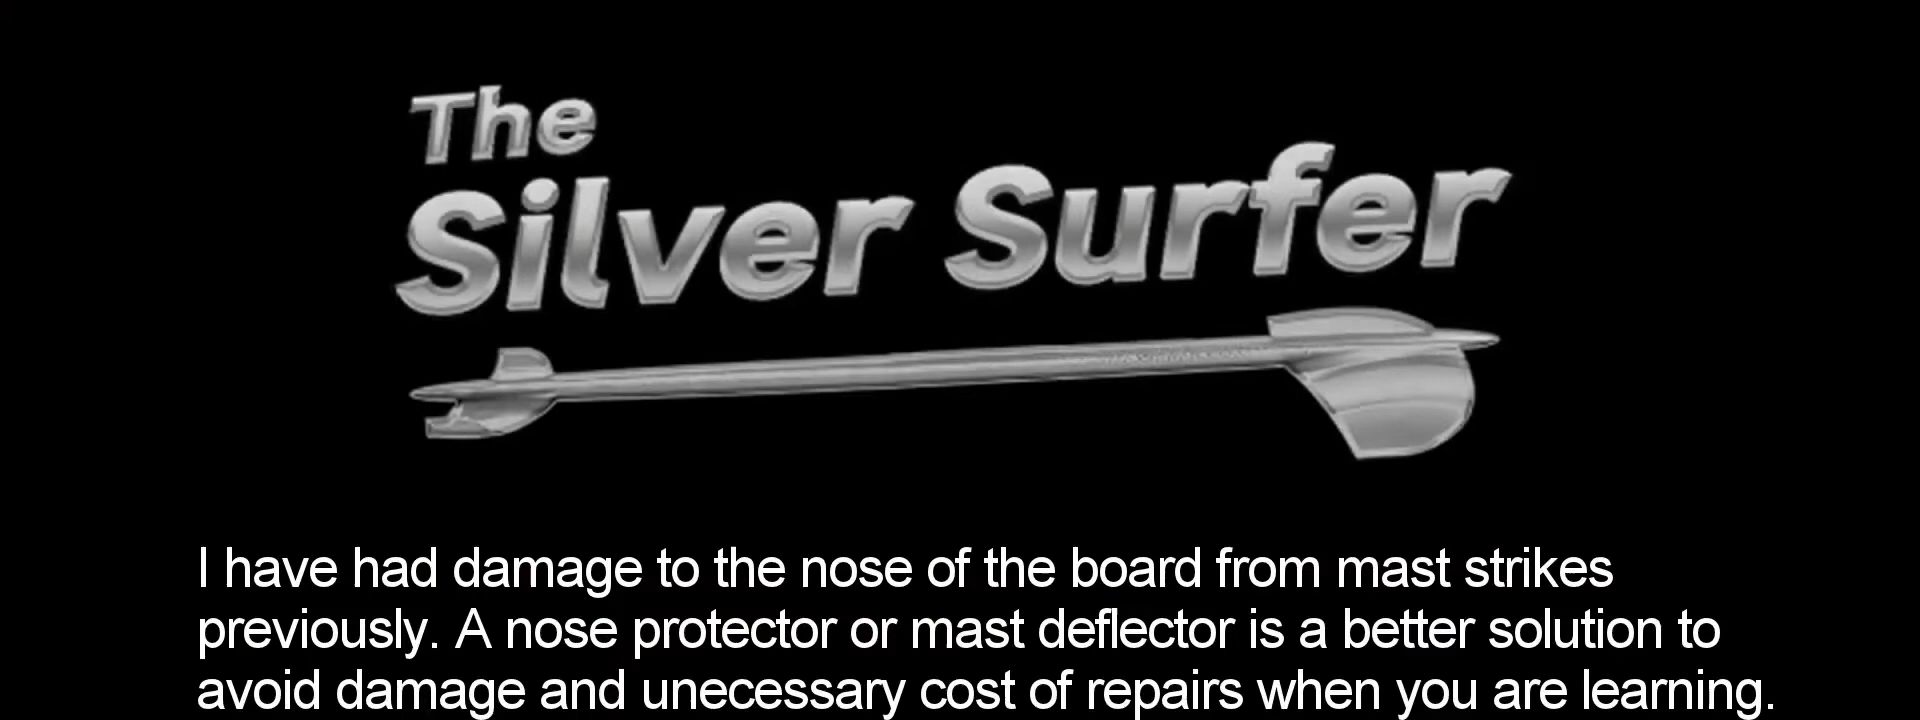 The
Silver Surfer
I have had damage to the nose of the board from mast strikes
previously. A nose protector or mast deflector is a better solution to
avoid damage and unecessary cost of repairs when you are learning.